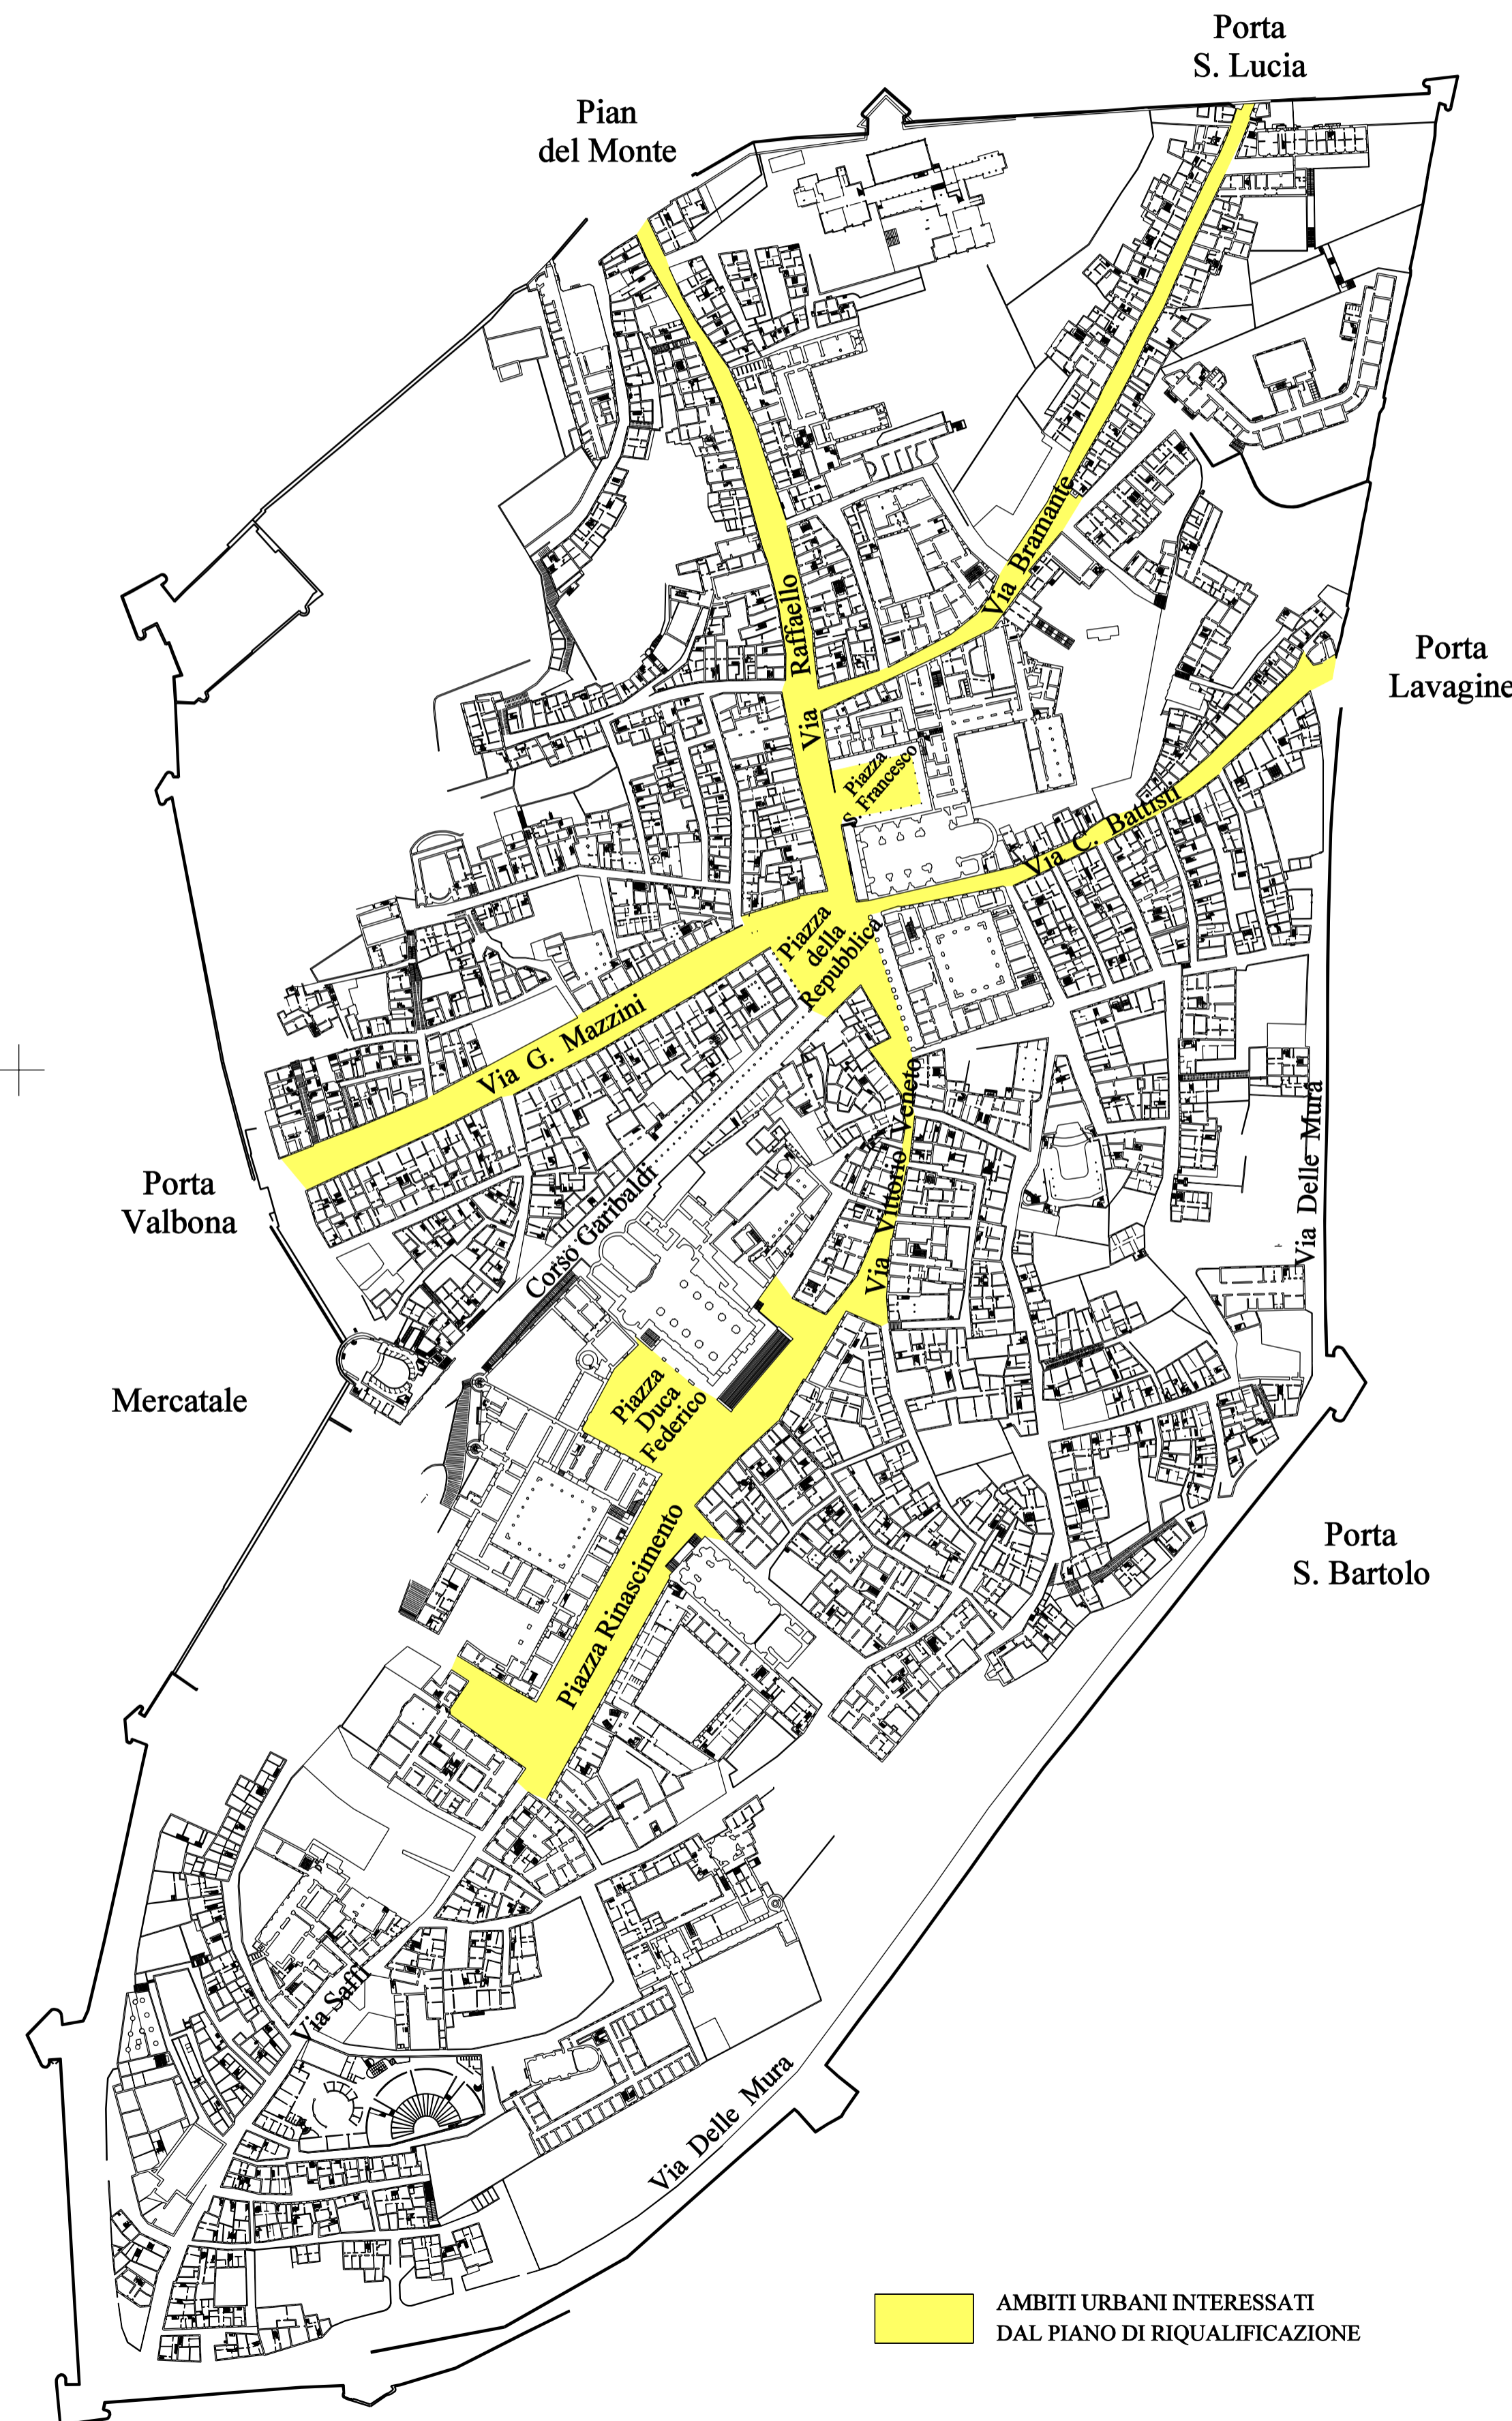 Porta
S. Lucia
Pian
del Monte
Via Bramante
Via Raffaello
Porta
Lavagine
Piazza
S. Francesco
Via C. Battisti
Piazza
della
Repubblica
Via G. Mazzini
Via Vittorio Veneto
Via Delle Mura
Porta
Valbona
Corso Garibaldi
Mercatale
Piazza
Duca
Federico
Porta
S. Bartolo
Piazza Rinascimento
Via Saffi
Via Delle Mura
AMBITI URBANI INTERESSATI
DAL PIANO DI RIQUALIFICAZIONE